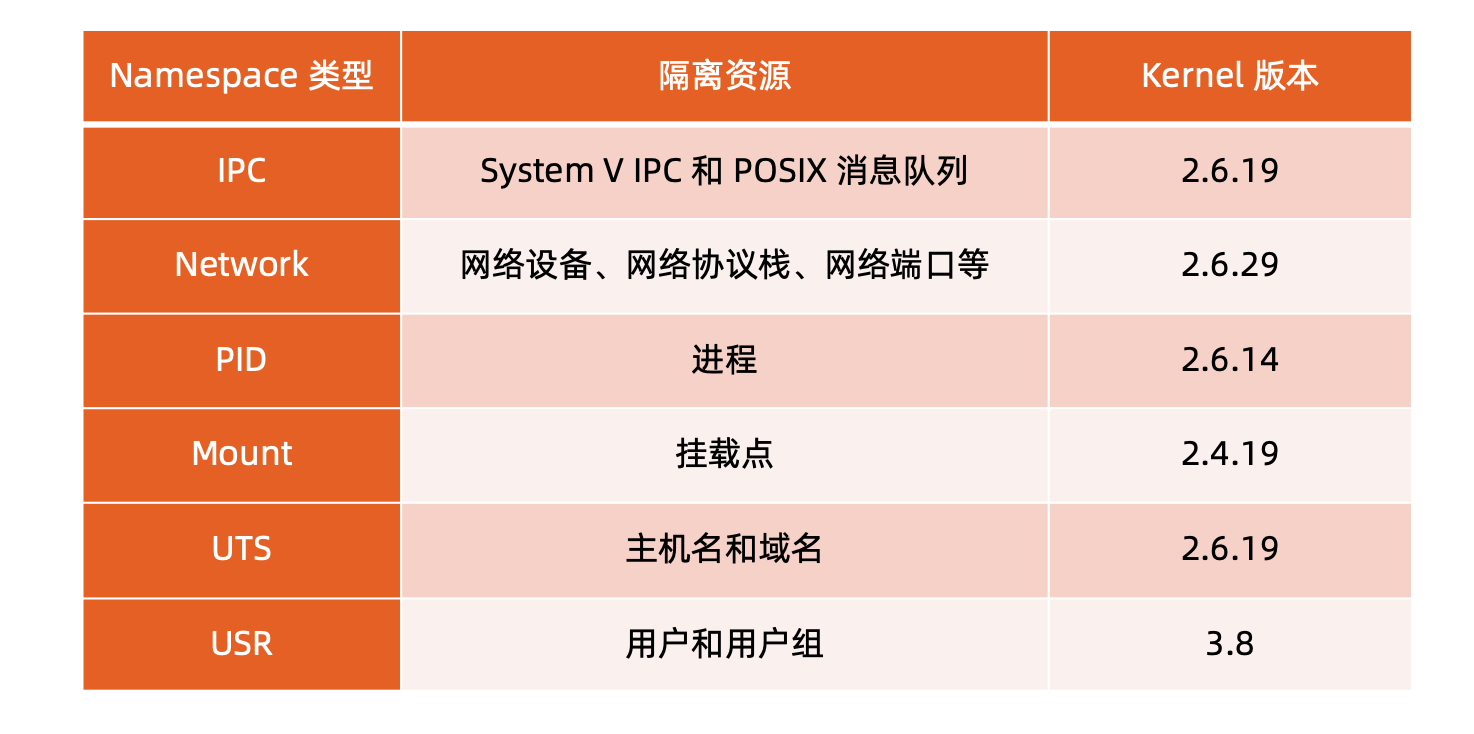 Namespace 类型 隔离资源 Kernel 版本
IPC System V IPC 和 POSIX 消息队列 2.6.19
Network 网络设备、网络协议栈、网络端口等 2.6.29
PID 进程 2.6.14
Mount 挂载点 2.4.19
UTS 主机名和域名 2.6.19
USR 用户和用户组 3.8